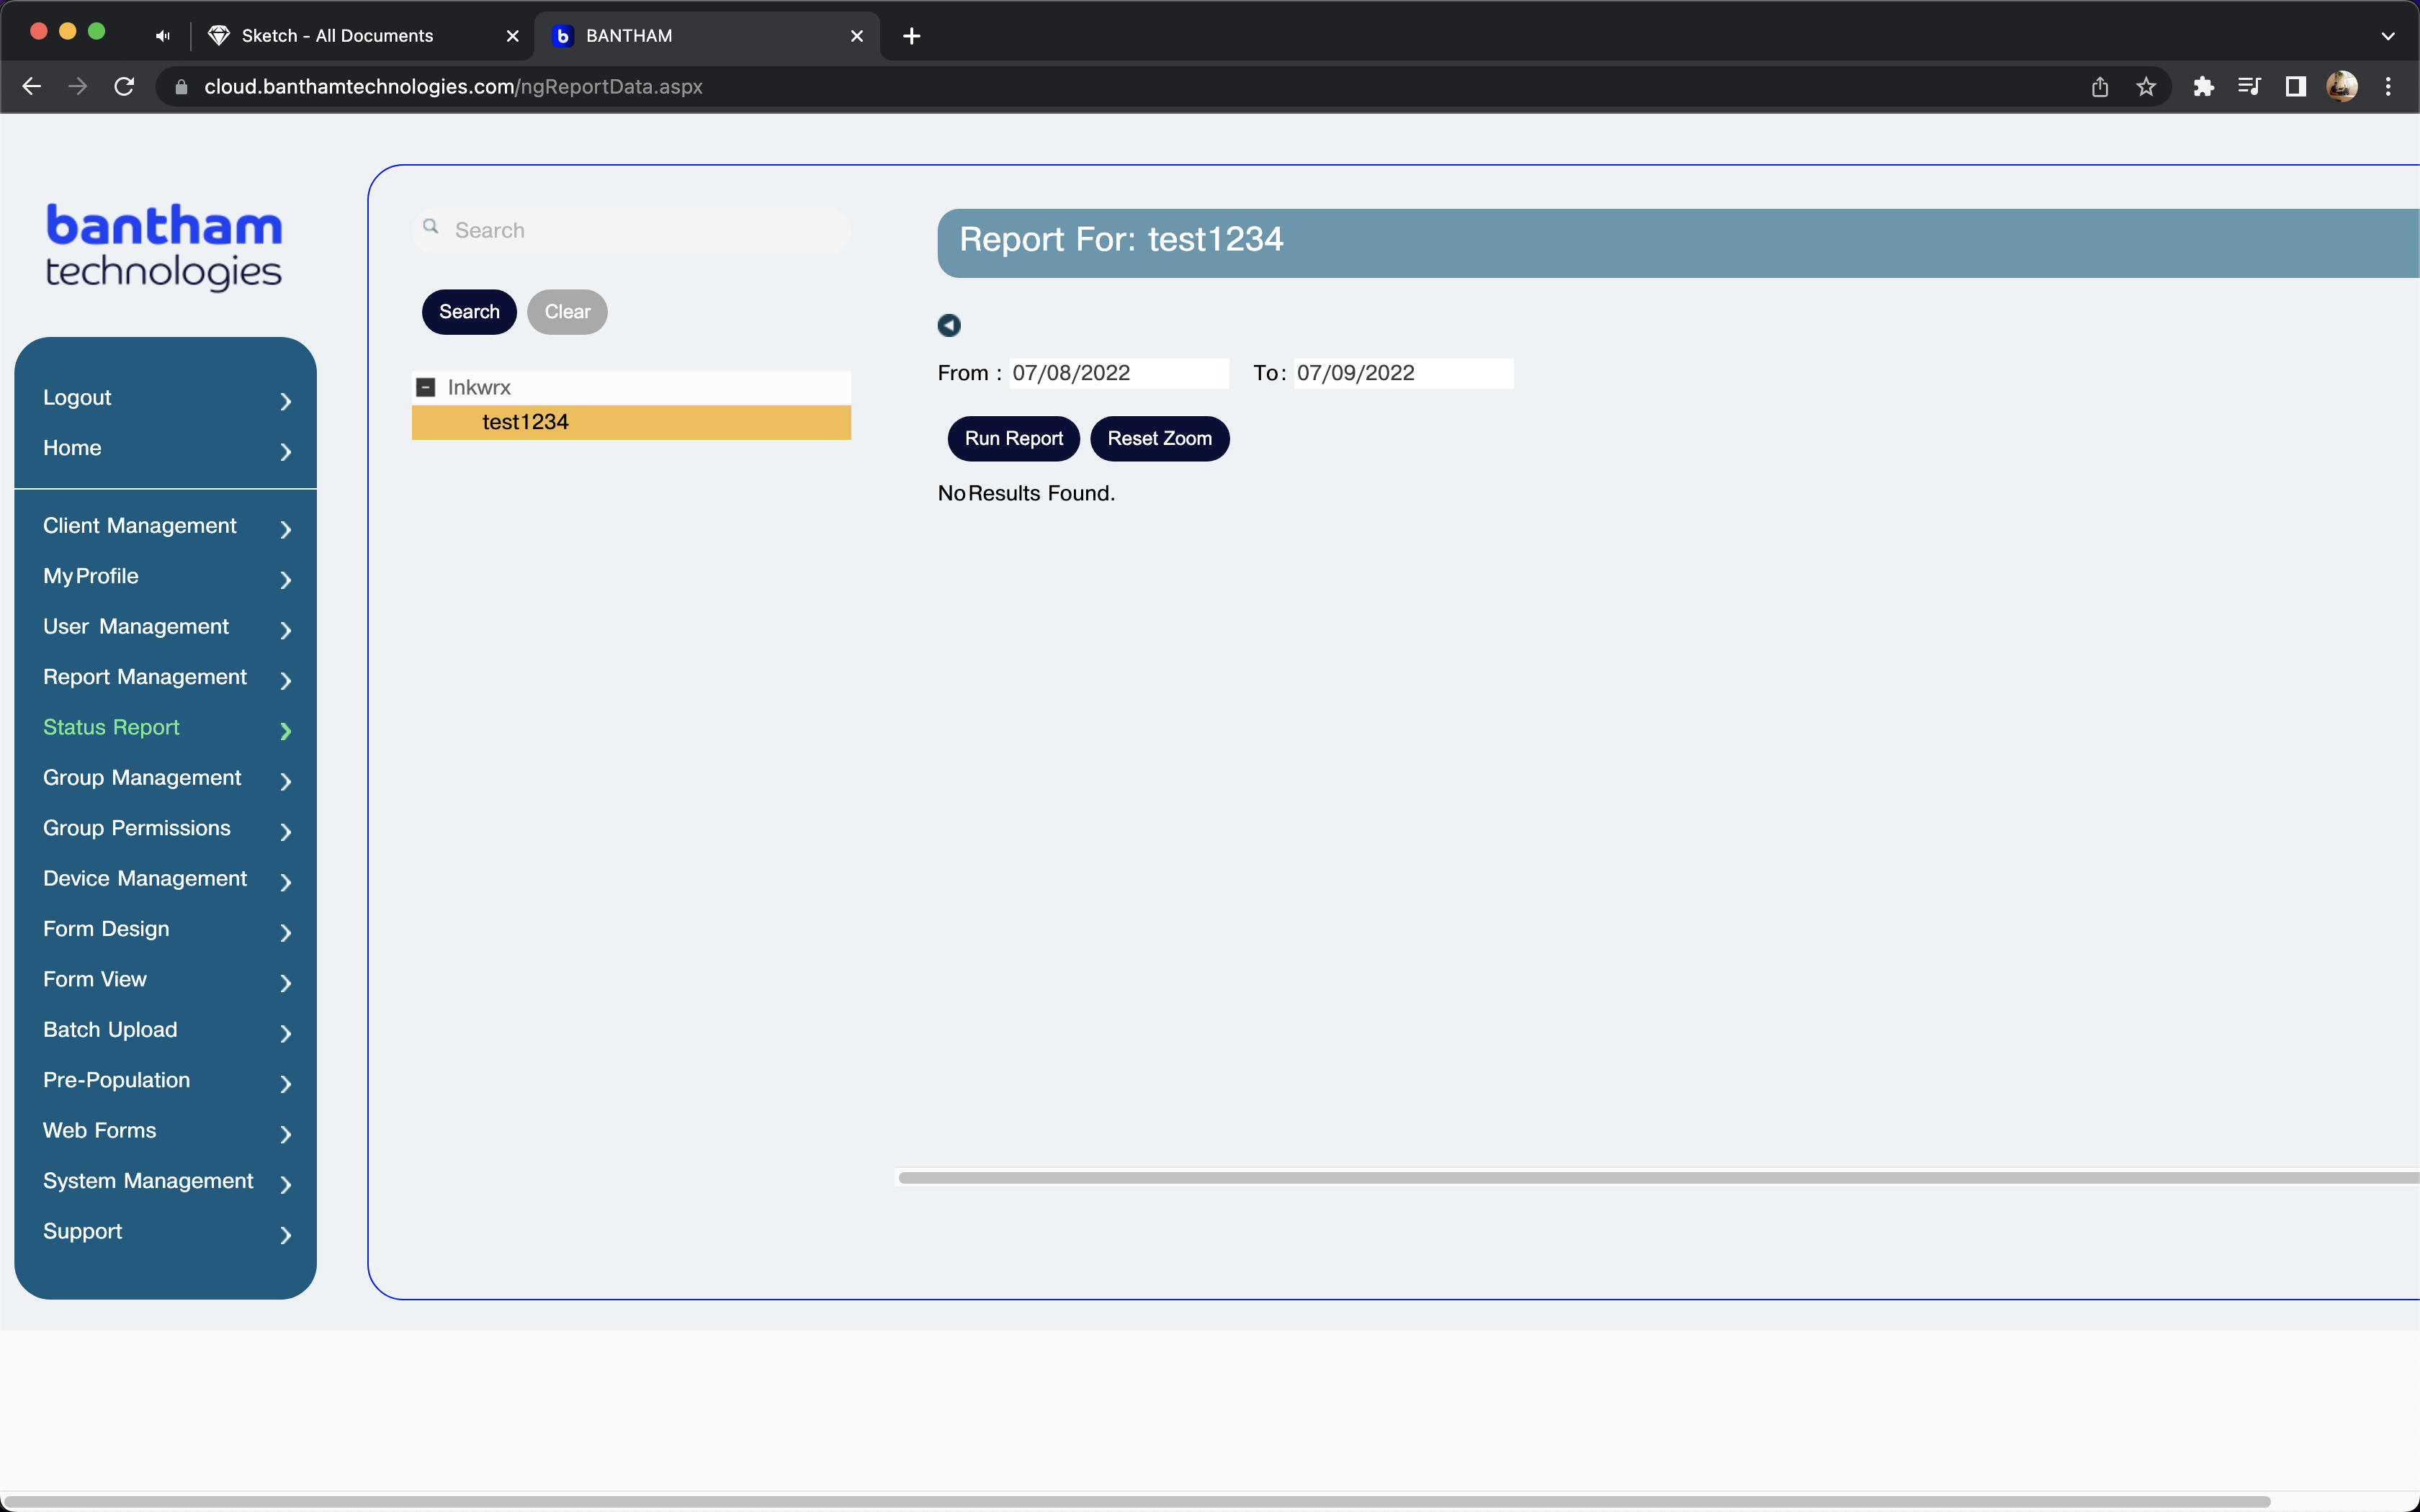 Sketch - All Documents
BANTHAM
cloud.banthamtechnologies.com/ngReportData.aspx
bantham
technologies
Logout
Home
Client Management
My Profile
User Management
Report Management
Status Report
Group Management
Group Permissions
Device Management
Form Design
Form View
Batch Upload
Pre-Population
Web Forms
System Management
Support
Search
Search Clear
Inkwrx
test1234
Report For: test1234
From : 07/08/2022 To: 07/09/2022
Run Report Reset Zoom
No Results Found.